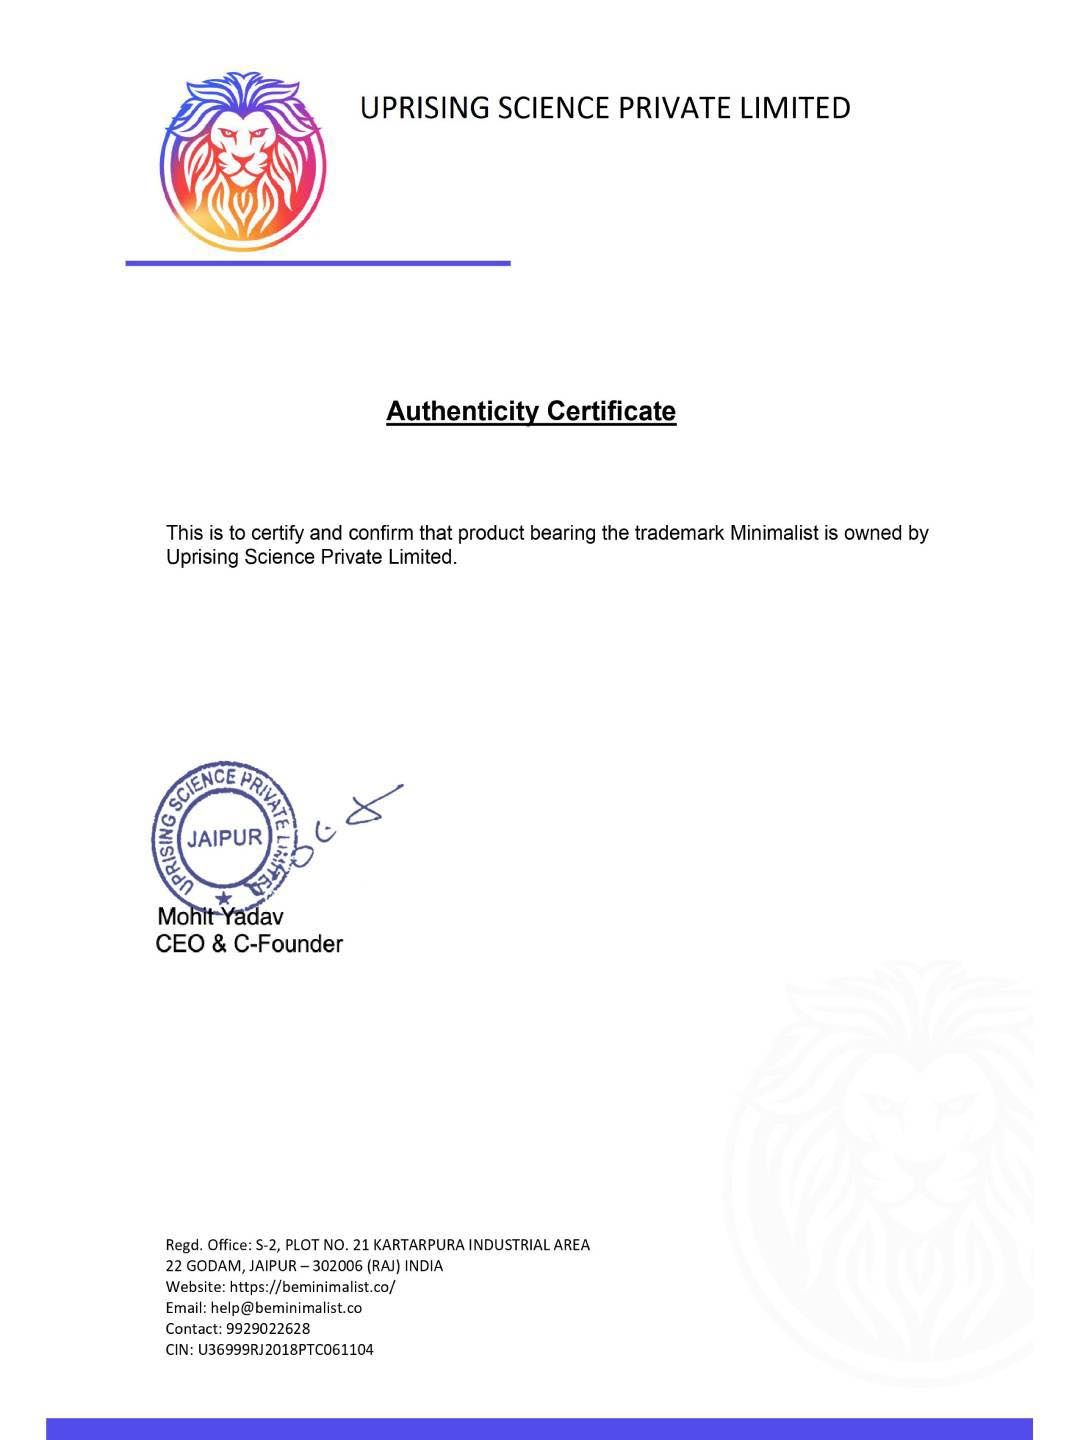 UPRISING SCIENCE PRIVATE LIMITED
Authenticity Certificate
This is to certify and confirm that product bearing the trademark Minimalist is owned by
Uprising Science Private Limited.
UPRISING SCIENCE PRIVATE LIMITED
JAIPUR
Mohit Yadav
CEO & C-Founder
Regd. Office: S-2, PLOT NO. 21 KARTARPURA INDUSTRIAL AREA
22 GODAM, JAIPUR – 302006 (RAJ) INDIA
Website: https://beminimalist.co/
Email: help@beminimalist.co
Contact: 9929022628
CIN: U36999RJ2018PTC061104